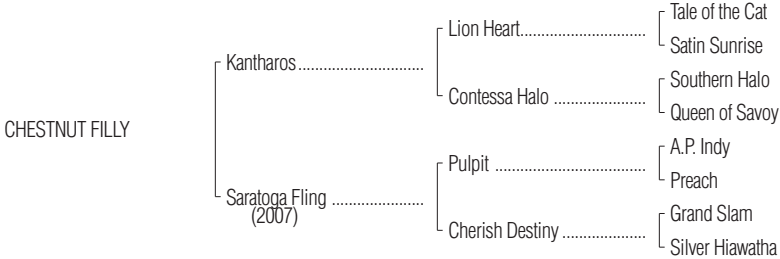 Tale of the Cat
Lion Heart..............................
Satin Sunrise
Kantharos..............................
Southern Halo
Contessa Halo ......................
Queen of Savoy
CHESTNUT FILLY
A.P. Indy
Pulpit ....................................
Preach
Saratoga Fling ......................
(2007)
Grand Slam
Cherish Destiny ....................
Silver Hiawatha